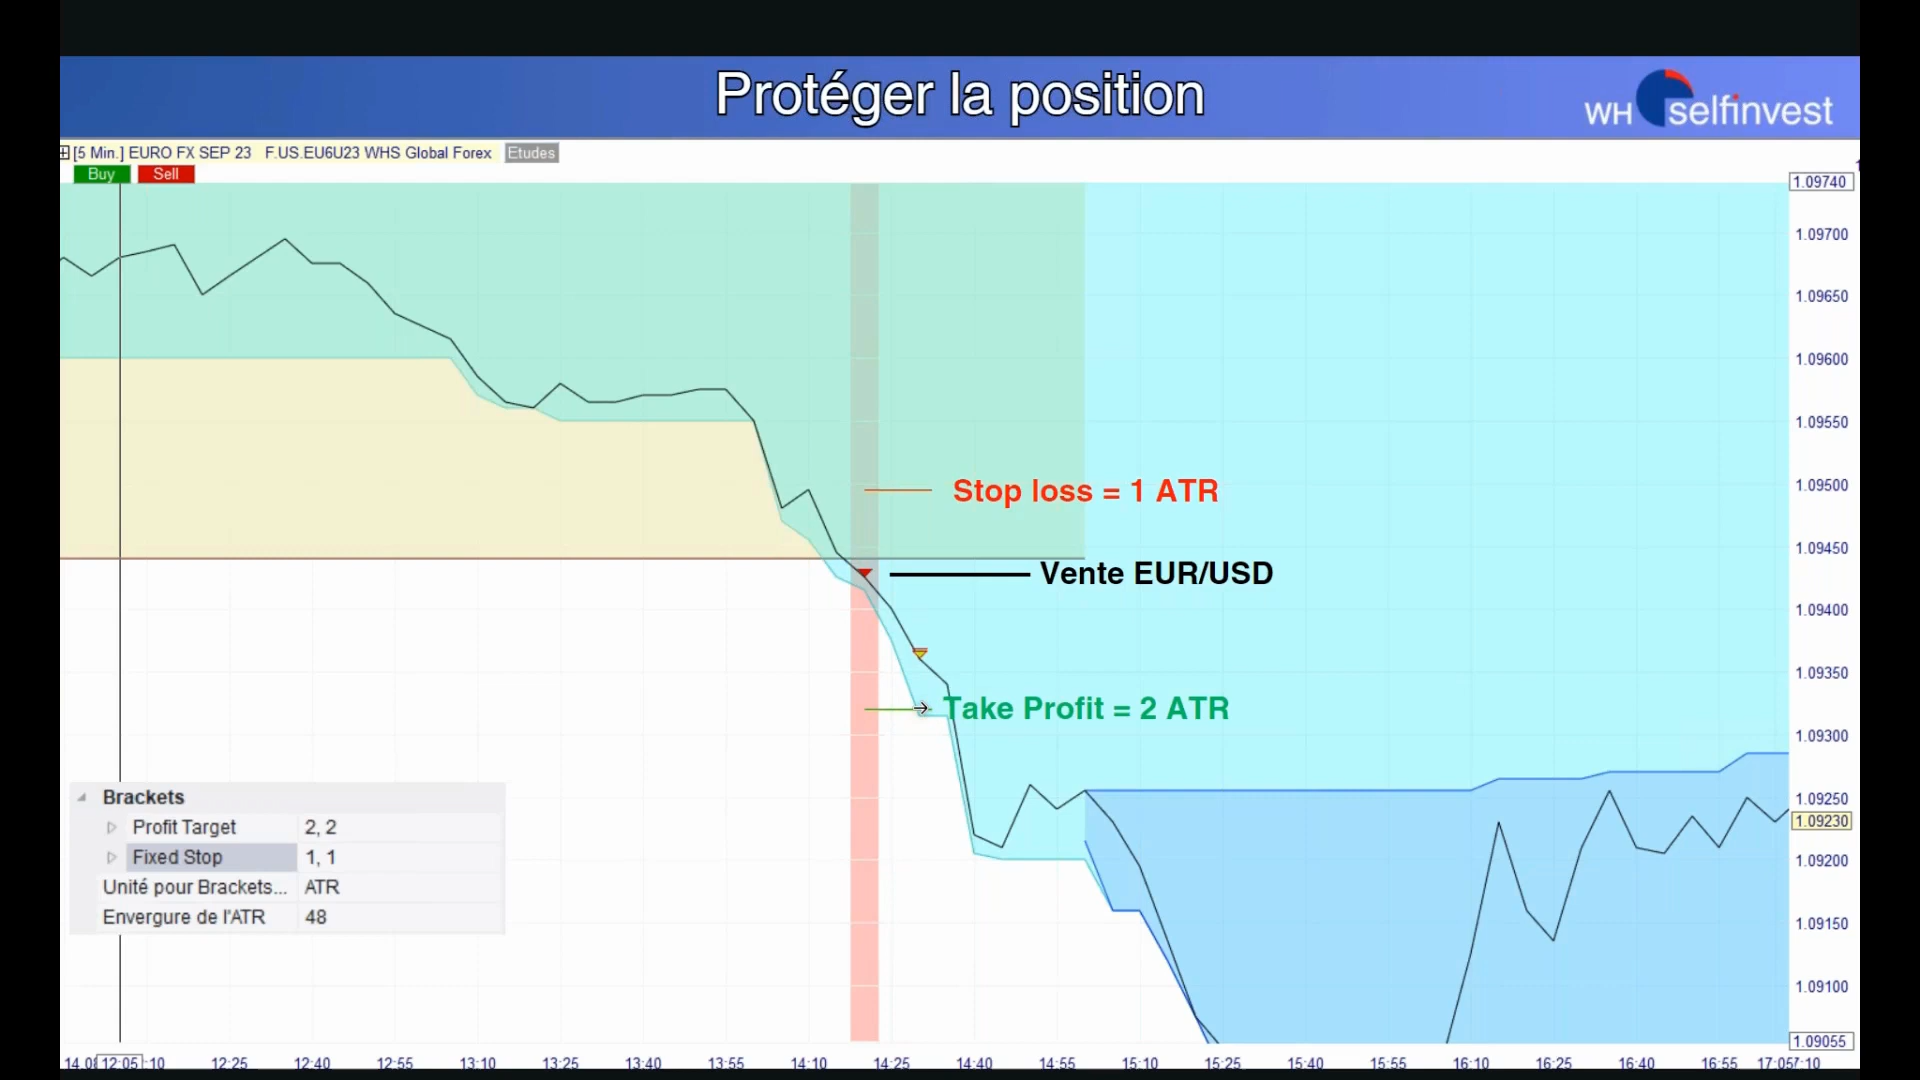 Protéger la position
WH selfinvest
[5 Min.] EURO FX SEP 23 F.US.EU6U23 WHS Global Forex Etudes
Buy Sell
1.09740
1.09700
1.09650
1.09600
1.09550
1.09500
1.09450
1.09400
1.09350
1.09300
1.09250
1.09230
1.09200
1.09150
1.09100
1.09055
Stop loss = 1 ATR
Vente EUR/USD
Take Profit = 2 ATR
Brackets
Profit Target 2, 2
Fixed Stop 1, 1
Unité pour Brackets... ATR
Envergure de l'ATR 48
12:05 :10 12:25 12:40 12:55 13:10 13:25 13:40 13:55 14:10 14:25 14:40 14:55 15:10 15:25 15:40 15:55 16:10 16:25 16:40 16:55 17:05 7:10